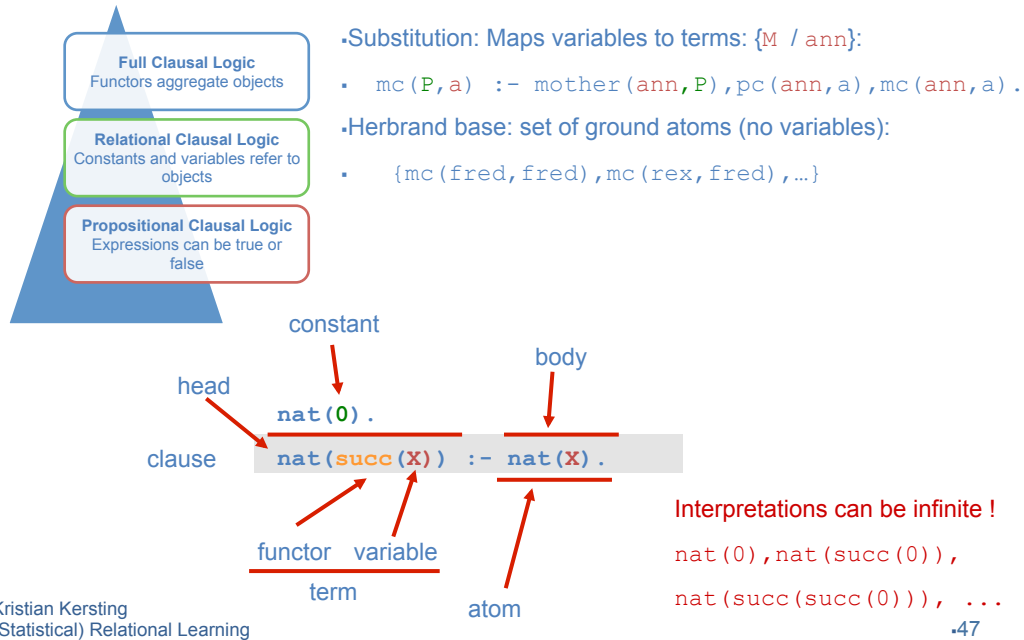 Full Clausal Logic
Functors aggregate objects
Relational Clausal Logic
Constants and variables refer to
objects
Propositional Clausal Logic
Expressions can be true or
false
▪Substitution: Maps variables to terms: {M / ann}:
▪ mc(P,a) :- mother(ann,P),pc(ann,a),mc(ann,a).
▪Herbrand base: set of ground atoms (no variables):
▪ {mc(fred,fred),mc(rex,fred),…}
constant
body
head
nat(0).
clause
nat(succ(X)) :- nat(X).
functor variable
term
atom
Interpretations can be infinite !
nat(0),nat(succ(0)),
nat(succ(succ(0))), ...
Kristian Kersting
Statistical) Relational Learning
▪47